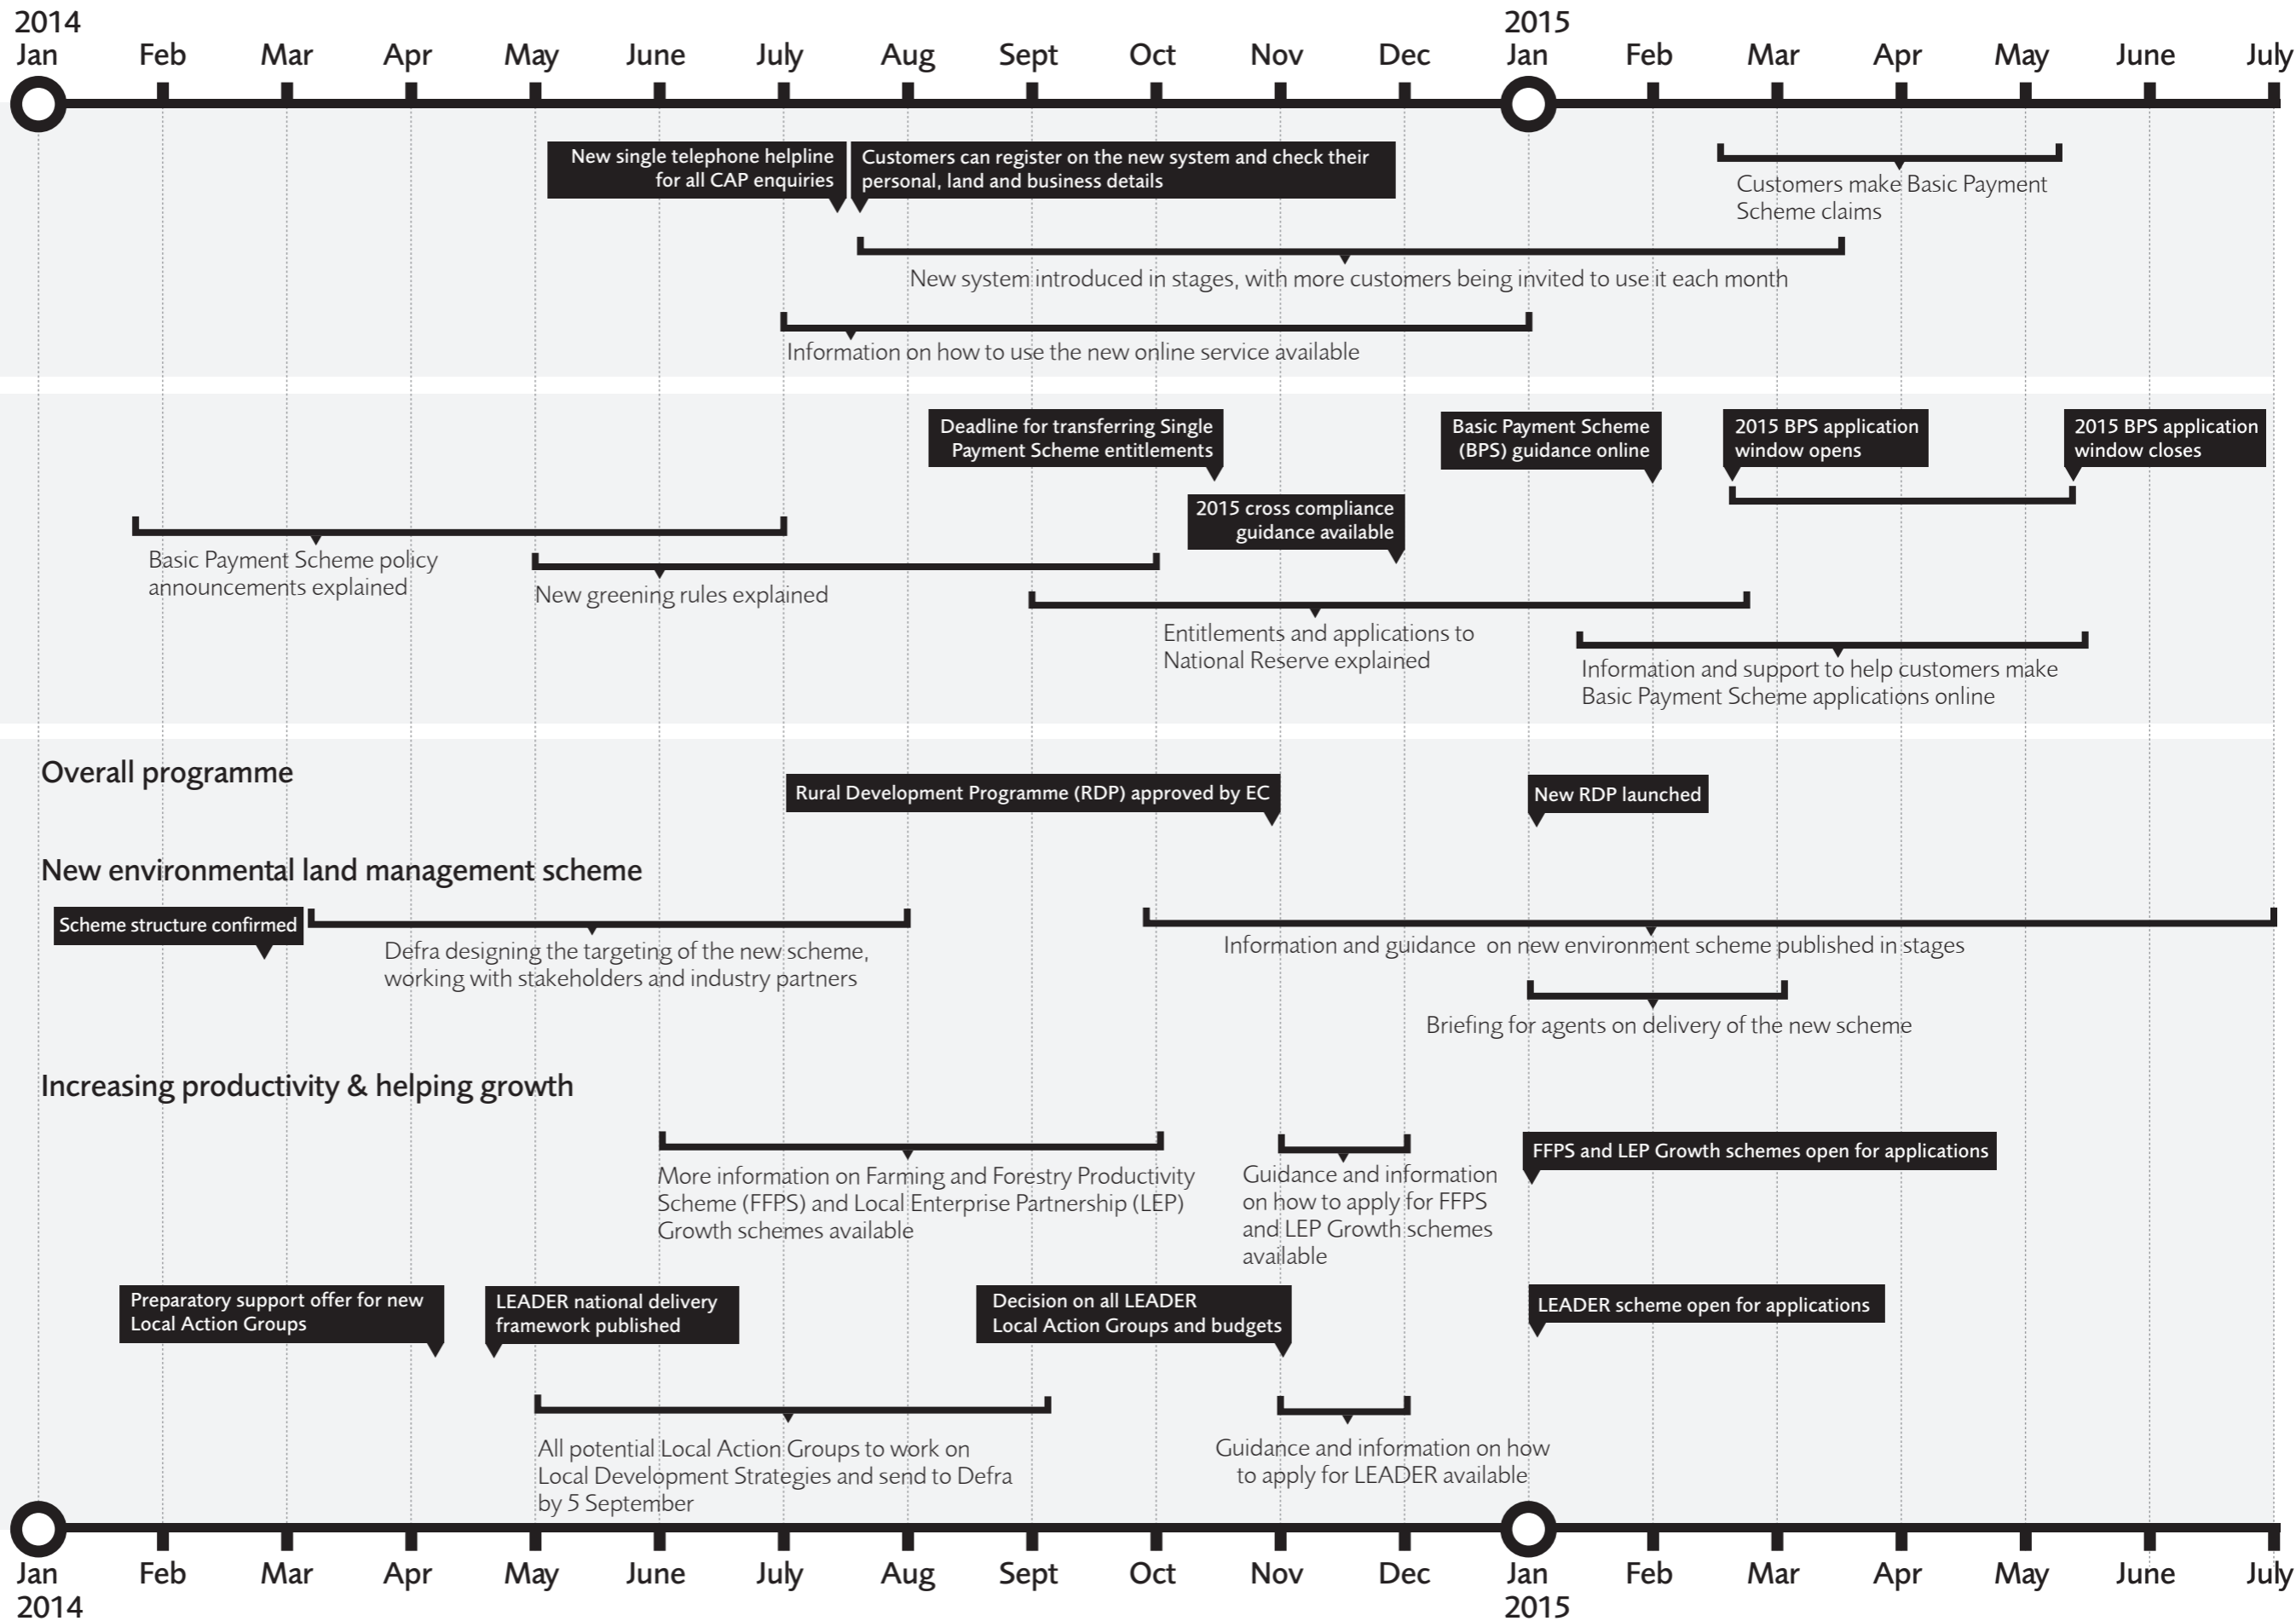 2014
Jan Feb Mar Apr May June July Aug Sept Oct Nov Dec
2015
Jan Feb Mar Apr May June July
New single telephone helpline
for all CAP enquiries
Customers can register on the new system and check their
personal, land and business details
Customers make Basic Payment
Scheme claims
New system introduced in stages, with more customers being invited to use it each month
Information on how to use the new online service available
Deadline for transferring Single
Payment Scheme entitlements
Basic Payment Scheme
(BPS) guidance online
2015 BPS application
window opens
2015 BPS application
window closes
2015 cross compliance
guidance available
Basic Payment Scheme policy
announcements explained
New greening rules explained
Entitlements and applications to
National Reserve explained
Information and support to help customers make
Basic Payment Scheme applications online
Overall programme
Rural Development Programme (RDP) approved by EC
New RDP launched
New environmental land management scheme
Scheme structure confirmed
Defra designing the targeting of the new scheme,
working with stakeholders and industry partners
Information and guidance on new environment scheme published in stages
Briefing for agents on delivery of the new scheme
Increasing productivity & helping growth
More information on Farming and Forestry Productivity
Scheme (FFPS) and Local Enterprise Partnership (LEP)
Growth schemes available
Guidance and information
on how to apply for FFPS
and LEP Growth schemes
available
FFPS and LEP Growth schemes open for applications
Preparatory support offer for new
Local Action Groups
LEADER national delivery
framework published
Decision on all LEADER
Local Action Groups and budgets
LEADER scheme open for applications
All potential Local Action Groups to work on
Local Development Strategies and send to Defra
by 5 September
Guidance and information on how
to apply for LEADER available
Jan Feb Mar Apr May June July Aug Sept Oct Nov Dec Jan Feb Mar Apr May June July
2014 2015